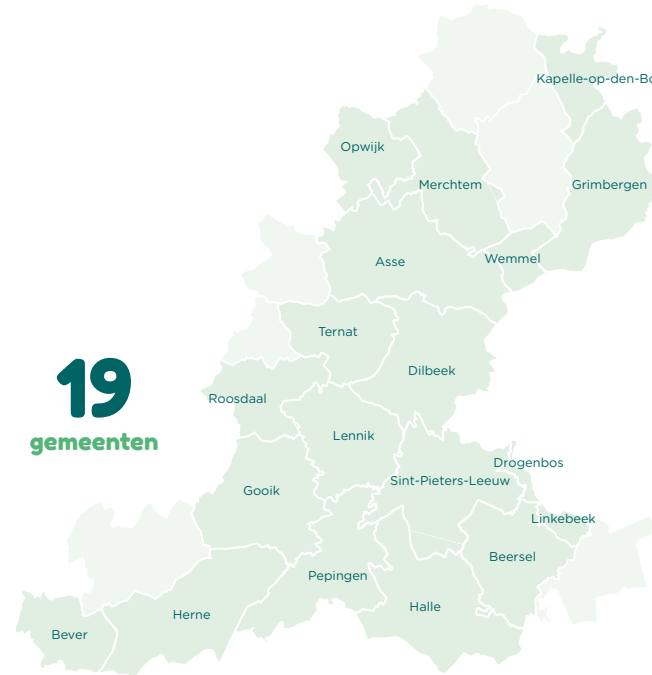 Kapelle-op-den-Bo
Opwijk
Merchtem
Grimbergen
Wemmel
Asse
Ternat
Dilbeek
19
gemeenten
Roosdaal
Lennik
Drogenbos
Sint-Pieters-Leeuw
Gooik
Linkebeek
Beersel
Pepingen
Halle
Herne
Bever